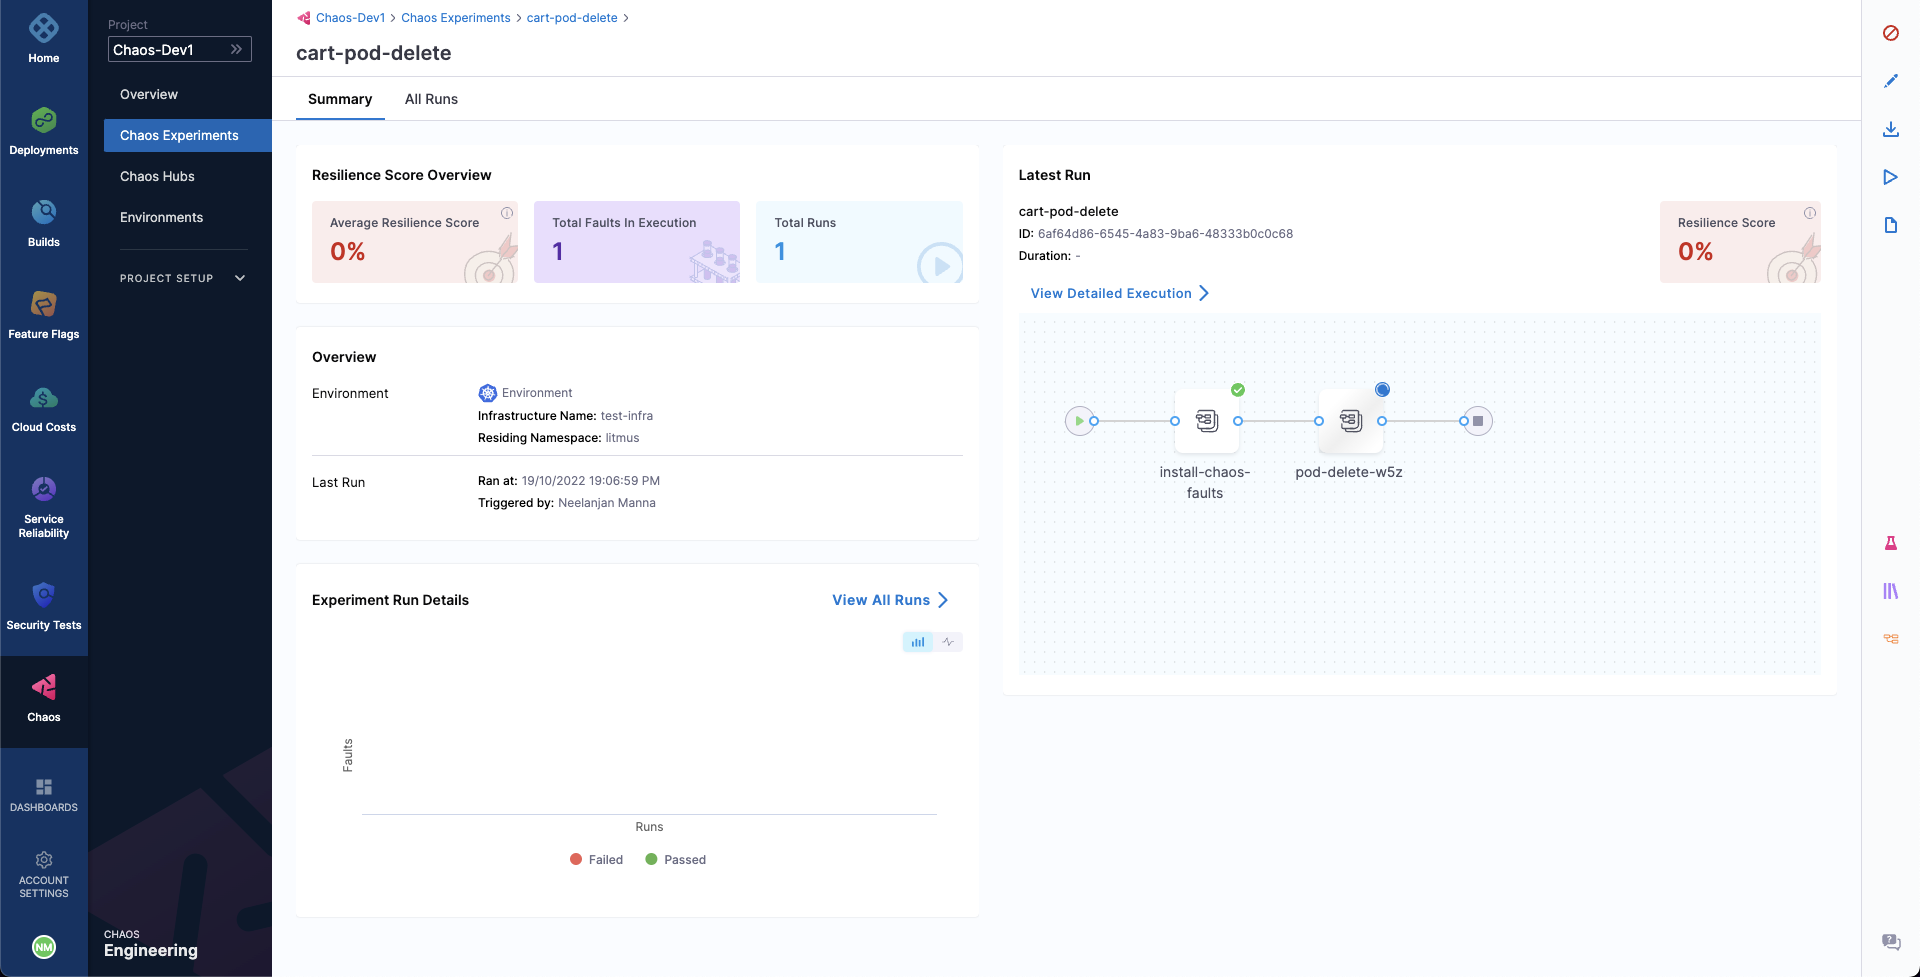 Home
Deployments
Builds
Feature Flags
Cloud Costs
Service
Reliability
Security Tests
Chaos
DASHBOARDS
ACCOUNT
SETTINGS
NM
Project
Chaos-Dev1
Overview
Chaos Experiments
Chaos Hubs
Environments
PROJECT SETUP
CHAOS
Engineering
Chaos-Dev1 > Chaos Experiments > cart-pod-delete >
cart-pod-delete
Summary
All Runs
Resilience Score Overview
Average Resilience Score
0%
Total Faults In Execution
1
Total Runs
1
Overview
Environment
Environment
Infrastructure Name: test-infra
Residing Namespace: litmus
Last Run
Ran at: 19/10/2022 19:06:59 PM
Triggered by: Neelanjan Manna
Experiment Run Details
View All Runs
Faults
Runs
Failed
Passed
Latest Run
cart-pod-delete
ID: 6af64d86-6545-4a83-9ba6-48333b0c0c68
Duration: -
Resilience Score
0%
View Detailed Execution
install-chaos-
faults
pod-delete-w5z